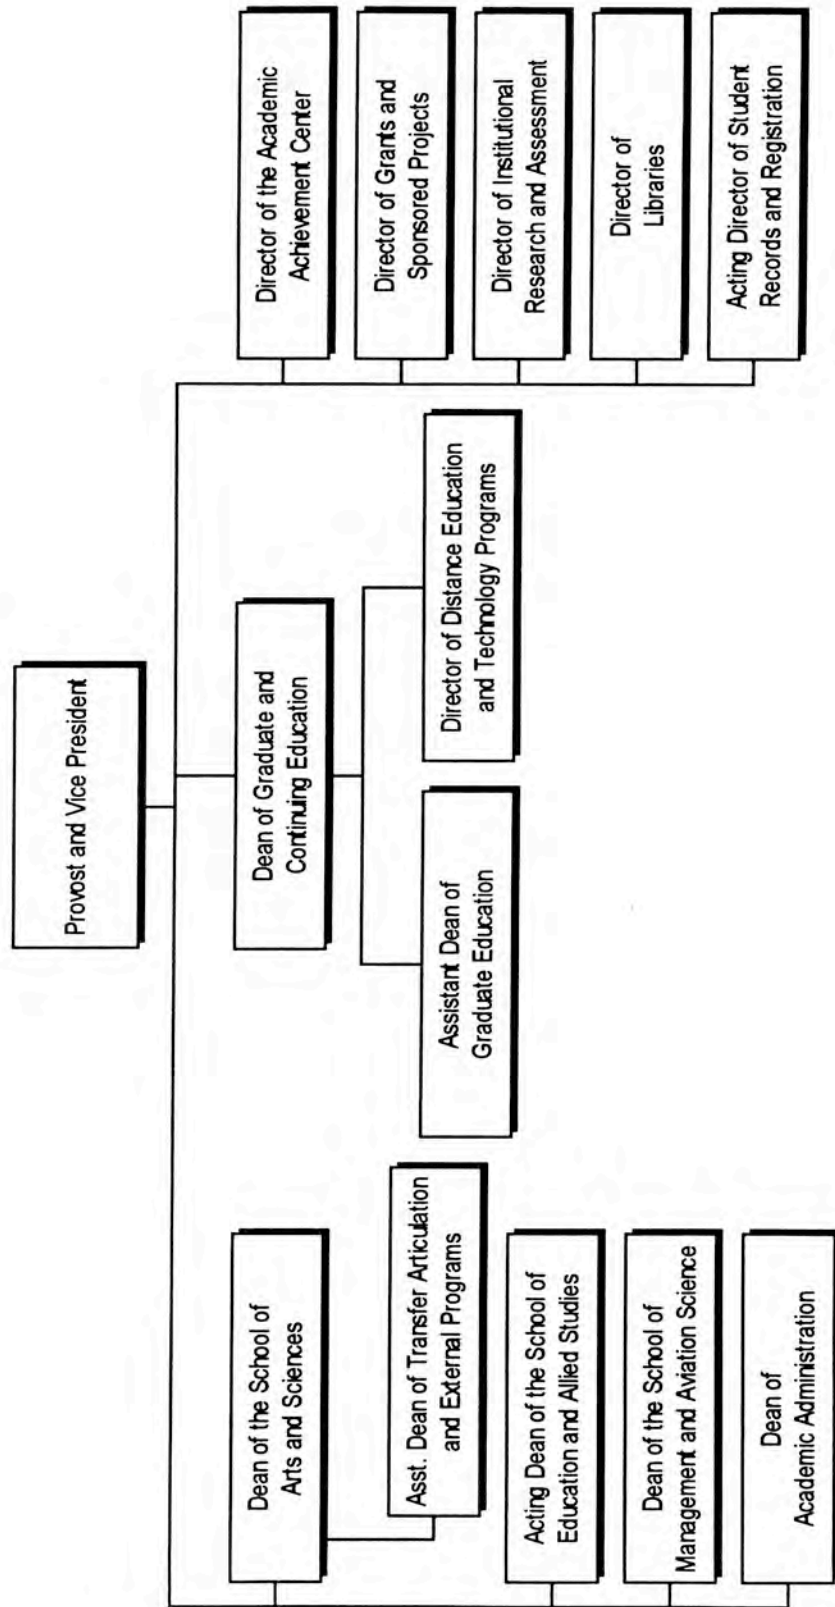 Provost and Vice President
Dean of the School of
Arts and Sciences
Asst. Dean of Transfer Articulation
and External Programs
Acting Dean of the School of
Education and Allied Studies
Dean of the School of
Management and Aviation Science
Dean of
Academic Administration
Dean of Graduate and
Continuing Education
Assistant Dean of
Graduate Education
Director of Distance Education
and Technology Programs
Director of the Academic
Achievement Center
Director of Grants and
Sponsored Projects
Director of Institutional
Research and Assessment
Director of
Libraries
Acting Director of Student
Records and Registration